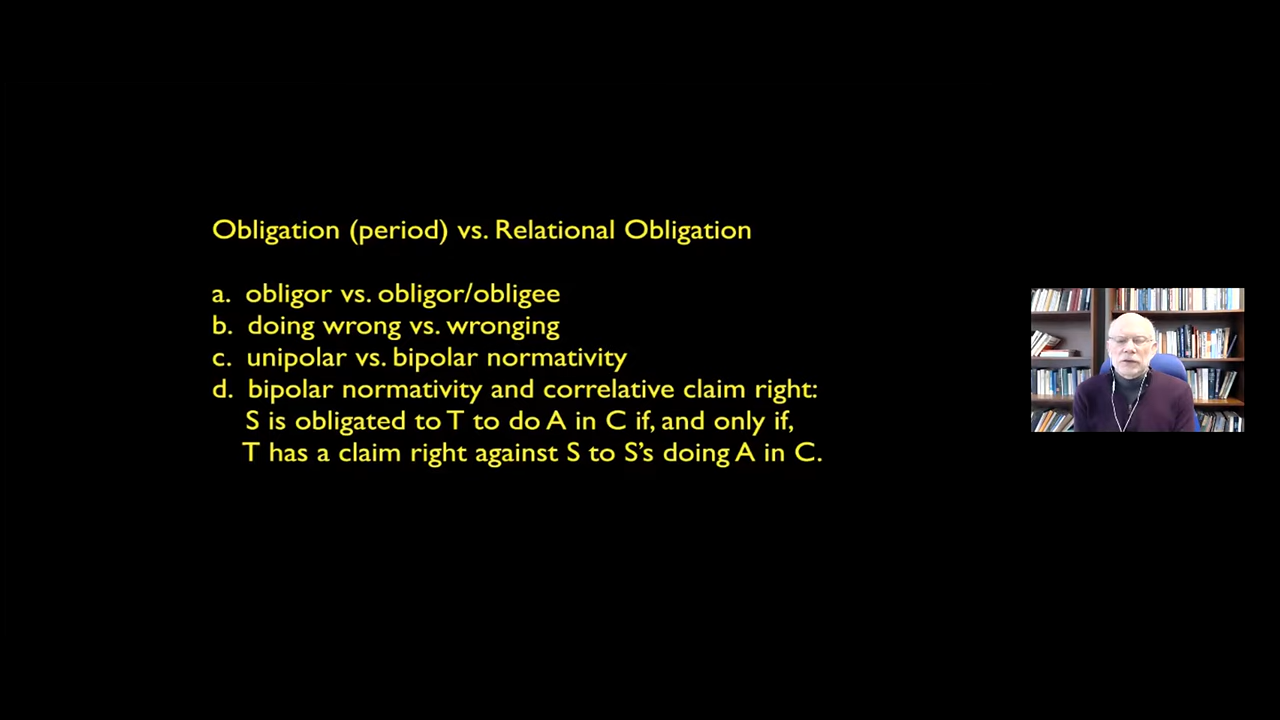 Obligation (period) vs. Relational Obligation
a. obligor vs. obligor/obligee
b. doing wrong vs. wronging
c. unipolar vs. bipolar normativity
d. bipolar normativity and correlative claim right:
S is obligated to T to do A in C if, and only if,
T has a claim right against S to S’s doing A in C.